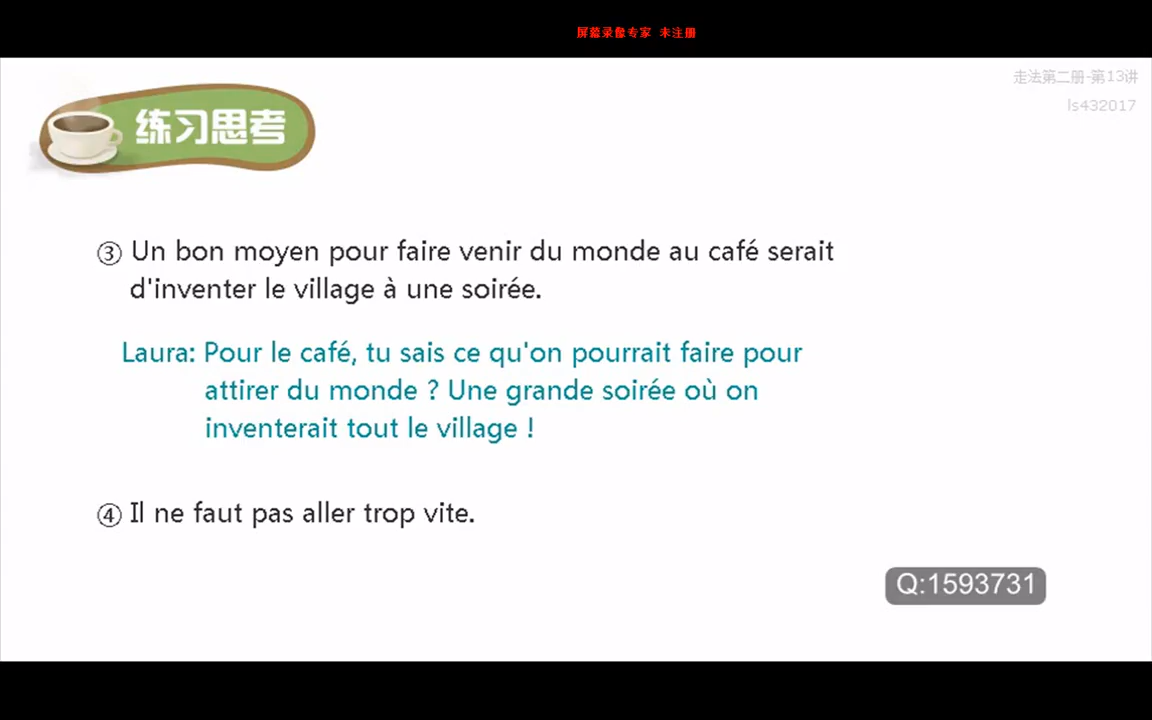 屏幕录像专家 未注册
走法第二册-第13讲
ls432017
练习思考
③ Un bon moyen pour faire venir du monde au café serait
d'inventer le village à une soirée.
Laura: Pour le café, tu sais ce qu'on pourrait faire pour
attirer du monde ? Une grande soirée où on
inventerait tout le village !
④ Il ne faut pas aller trop vite.
Q:1593731